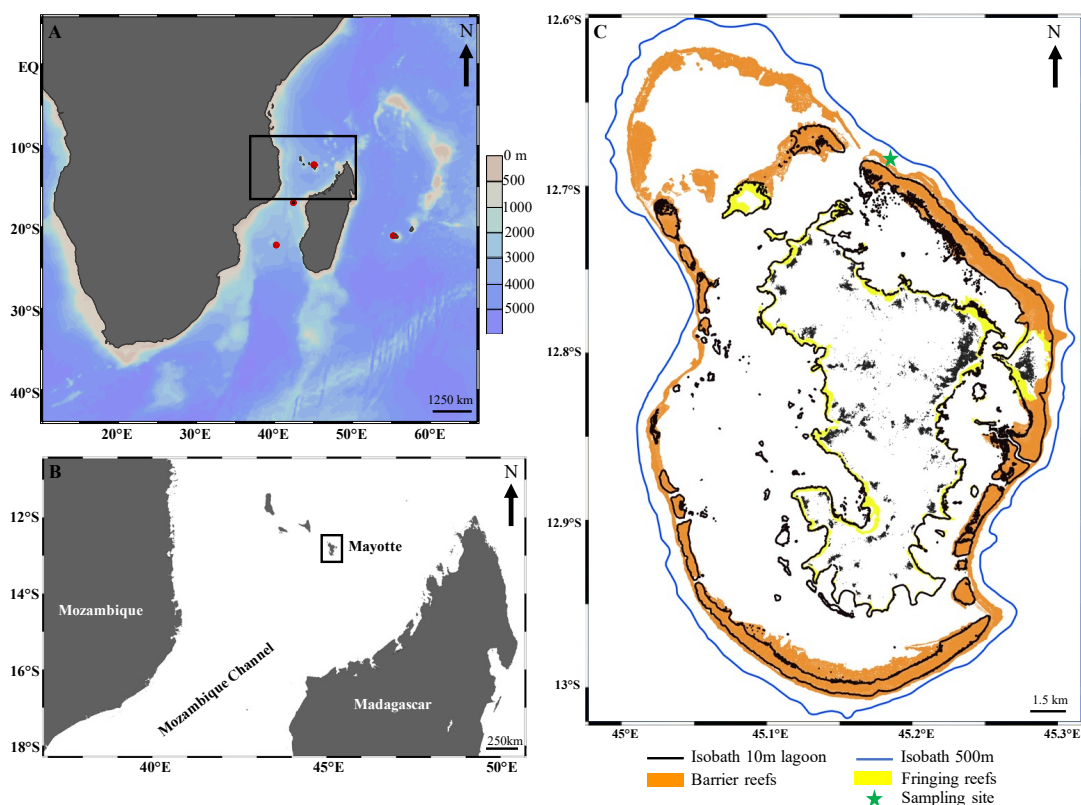 A
N
EQ
10°S
20°S
30°S
40°S
20°E
30°E
40°E
50°E
60°E
1250 km
0 m
500
1000
2000
3000
4000
5000
B
N
12°S
14°S
16°S
18°S
40°E
45°E
50°E
Mayotte
Mozambique
Mozambique Channel
Madagascar
250km
C
N
12.6°S
12.7°S
12.8°S
12.9°S
13°S
45°E
45.1°E
45.2°E
45.3°E
1.5 km
Isobath 10m lagoon
Isobath 500m
Barrier reefs
Fringing reefs
Sampling site